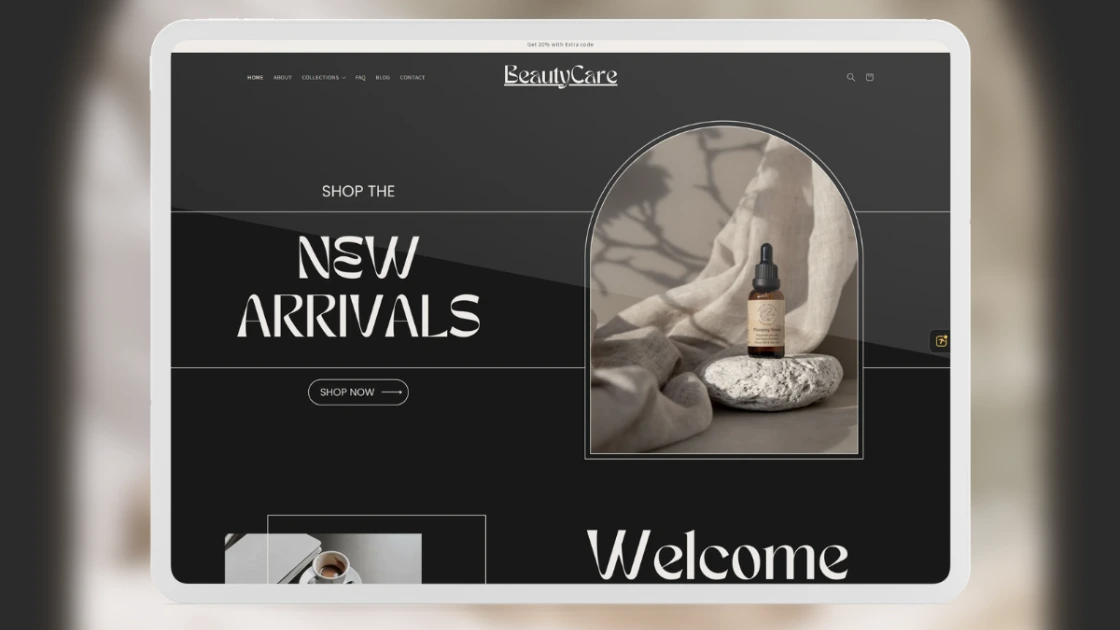 Get 20% with Extra code
HOME ABOUT COLLECTIONS FAQ BLOG CONTACT
BeautyCare
SHOP THE
NEW
ARRIVALS
SHOP NOW
Welcome